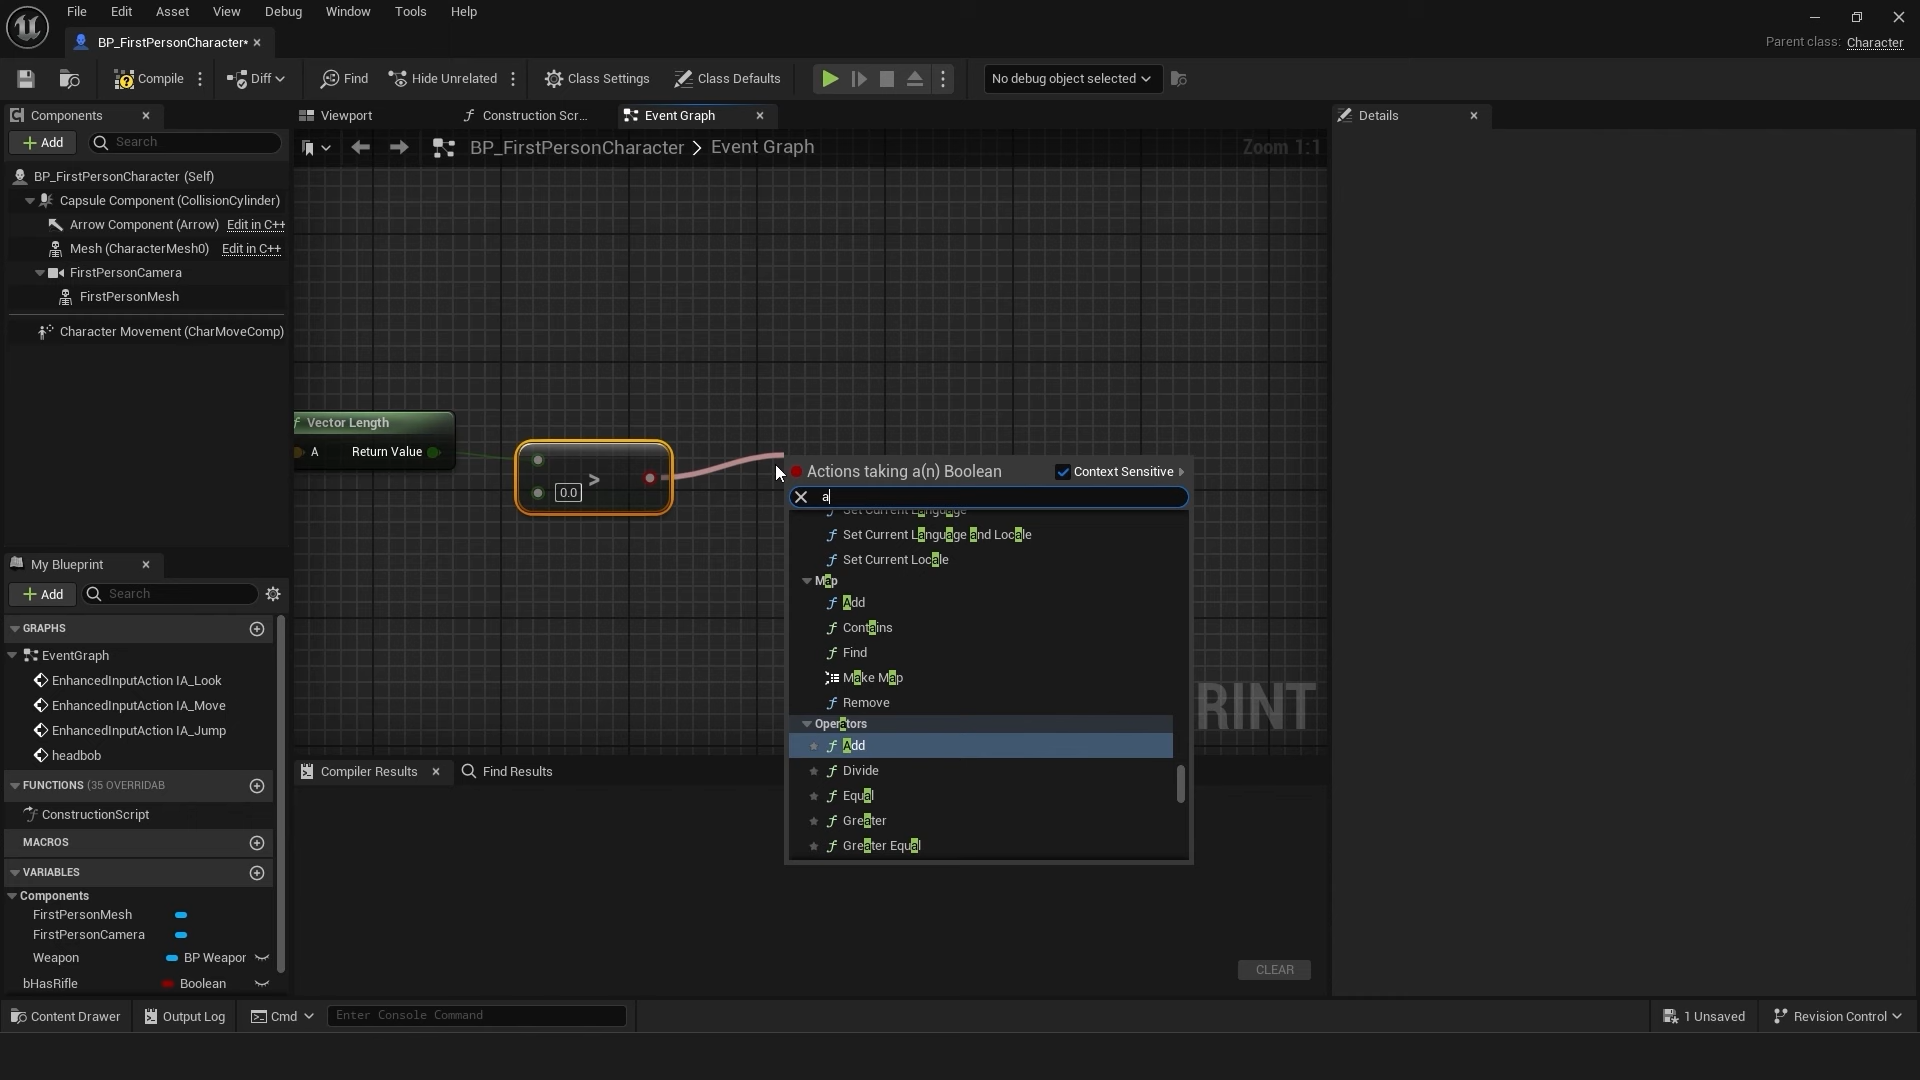 File Edit Asset View Debug Window Tools Help
BP_FirstPersonCharacter*
Parent class: Character
Compile Diff Find Hide Unrelated Class Settings Class Defaults No debug object selected
Components
Viewport Construction Scr... Event Graph
Details
Add Search
BP_FirstPersonCharacter > Event Graph
Zoom 1:1
BP_FirstPersonCharacter (Self)
Capsule Component (CollisionCylinder)
Arrow Component (Arrow) Edit in C++
Mesh (CharacterMesh0) Edit in C++
FirstPersonCamera
FirstPersonMesh
Character Movement (CharMoveComp)
f Vector Length
A Return Value
>
0.0
Actions taking a(n) Boolean Context Sensitive
a
Set Current Language
f Set Current Language and Locale
f Set Current Locale
Map
f Add
f Contains
f Find
Make Map
f Remove
Operators
f Add
f Divide
f Equal
f Greater
f Greater Equal
RINT
My Blueprint
Add Search
GRAPHS
EventGraph
EnhancedInputAction IA_Look
EnhancedInputAction IA_Move
EnhancedInputAction IA_Jump
headbob
FUNCTIONS (35 OVERRIDAB
ConstructionScript
MACROS
VARIABLES
Components
FirstPersonMesh
FirstPersonCamera
Weapon BP Weapor
bHasRifle Boolean
Compiler Results Find Results
CLEAR
Content Drawer Output Log Cmd Enter Console Command 1 Unsaved Revision Control